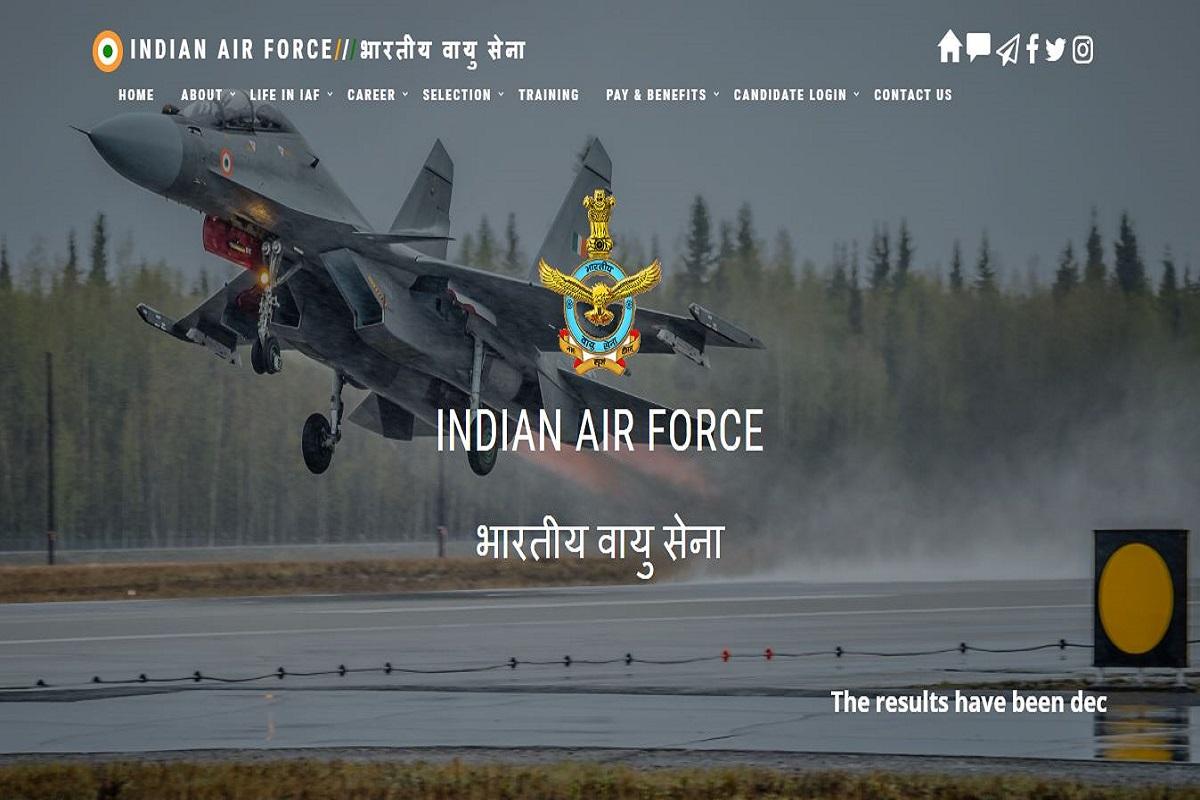 INDIAN AIR FORCE///भारतीय वायु सेना
HOME ABOUT LIFE IN IAF CAREER SELECTION TRAINING PAY & BENEFITS CANDIDATE LOGIN CONTACT US
भारतीय
वायु सेना
INDIAN AIR FORCE
भारतीय वायु सेना
The results have been dec